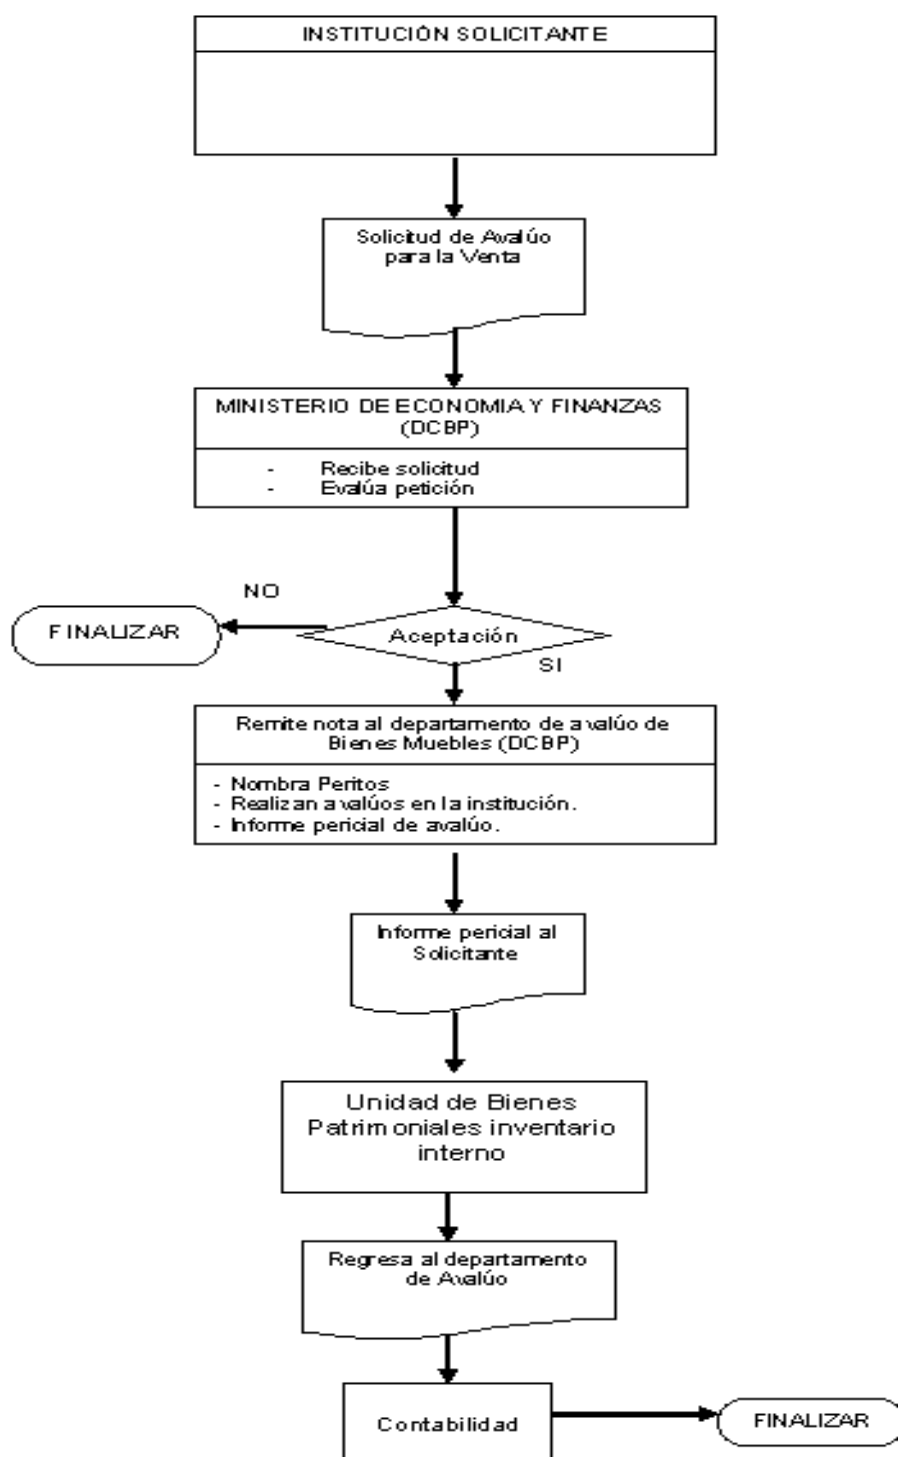 INSTITUCIÓN SOLICITANTE
Solicitud de Avalúo
para la Venta
MINISTERIO DE ECONOMIA Y FINANZAS
(DCBP)
- Recibe solicitud
- Evalúa petición
NO
FINALIZAR
Aceptación
SI
Remite nota al departamento de avalúo de
Bienes Muebles (DCBP)
- Nombra Peritos
- Realizan avalúos en la institución.
- Informe pericial de avalúo.
Informe pericial al
Solicitante
Unidad de Bienes
Patrimoniales inventario
interno
Regresa al departamento
de Avalúo
Contabilidad
FINALIZAR